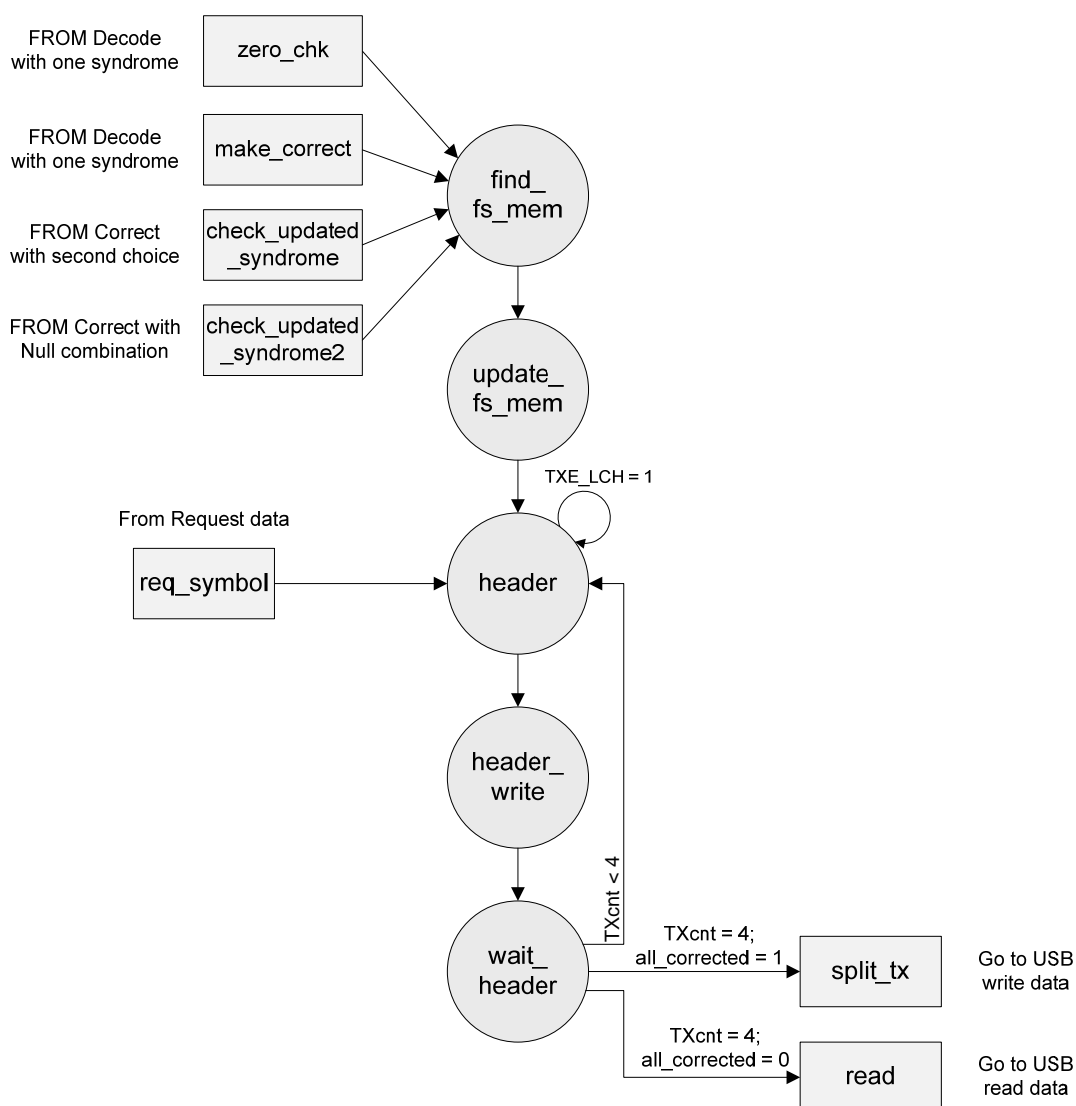 FROM Decode
with one syndrome
zero_chk
FROM Decode
with one syndrome
make_correct
find_
fs_mem
FROM Correct
with second choice
check_updated
_syndrome
FROM Correct with
Null combination
check_updated
_syndrome2
update_
fs_mem
TXE_LCH = 1
From Request data
req_symbol
header
header_
write
TXcnt < 4
wait_
header
TXcnt = 4;
all_corrected = 1
split_tx
Go to USB
write data
TXcnt = 4;
all_corrected = 0
read
Go to USB
read data